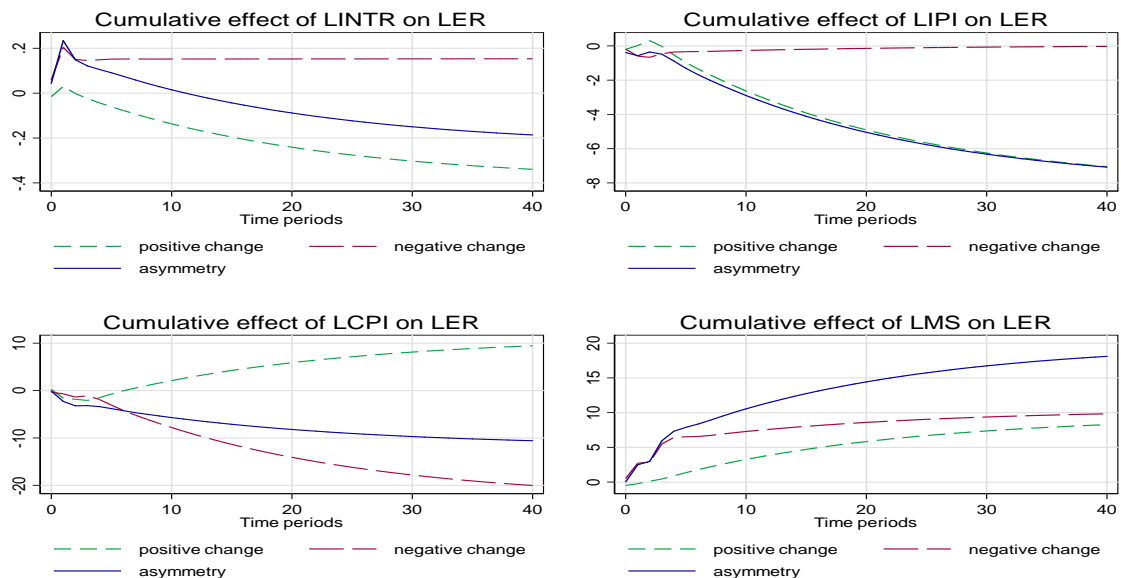 Cumulative effect of LINTR on LER
.2
0
-.2
-.4
0 10 20 30 40
Time periods
positive change negative change
asymmetry
Cumulative effect of LIPI on LER
0
-2
-4
-6
-8
0 10 20 30 40
Time periods
positive change negative change
asymmetry
Cumulative effect of LCPI on LER
10
0
-10
-20
0 10 20 30 40
Time periods
positive change negative change
asymmetry
Cumulative effect of LMS on LER
20
15
10
5
0
0 10 20 30 40
Time periods
positive change negative change
asymmetry